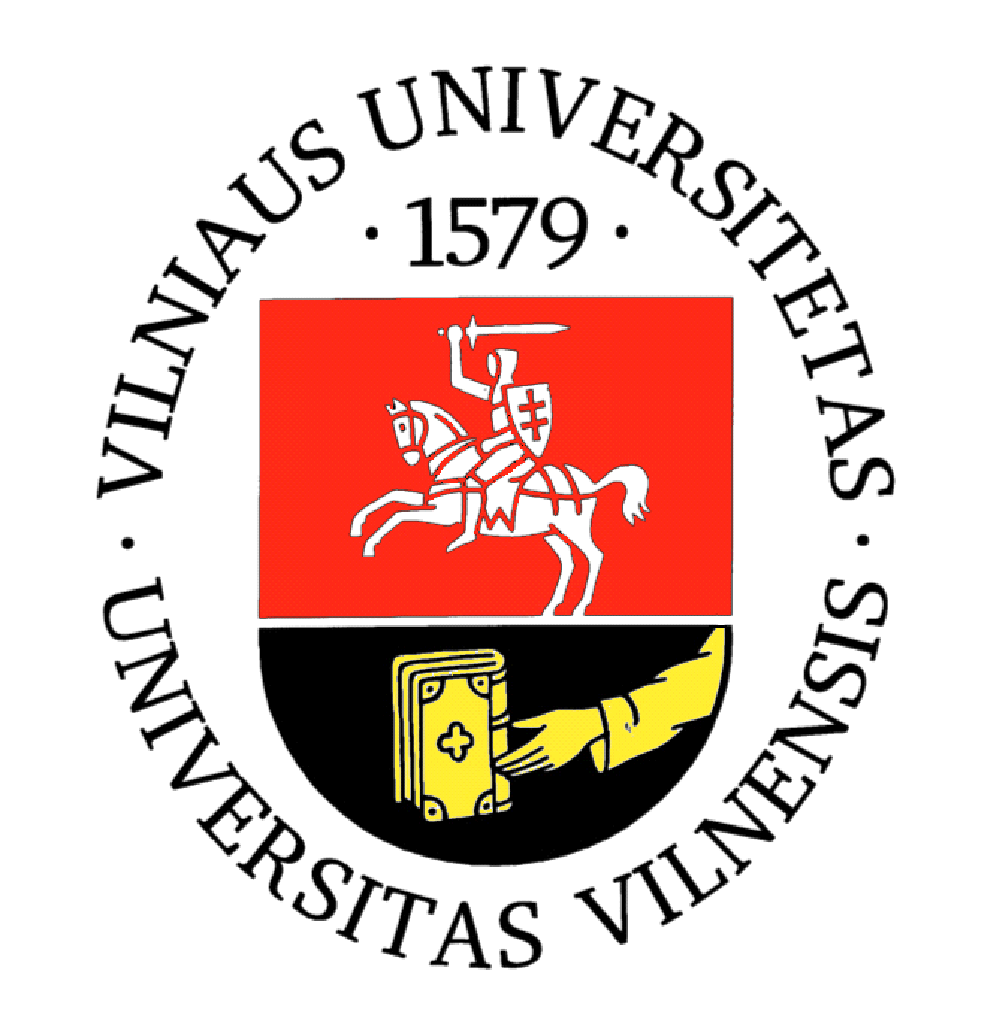 · VILNIAUS UNIVERSITETAS ·
· 1579 ·
UNIVERSITAS VILNENSIS